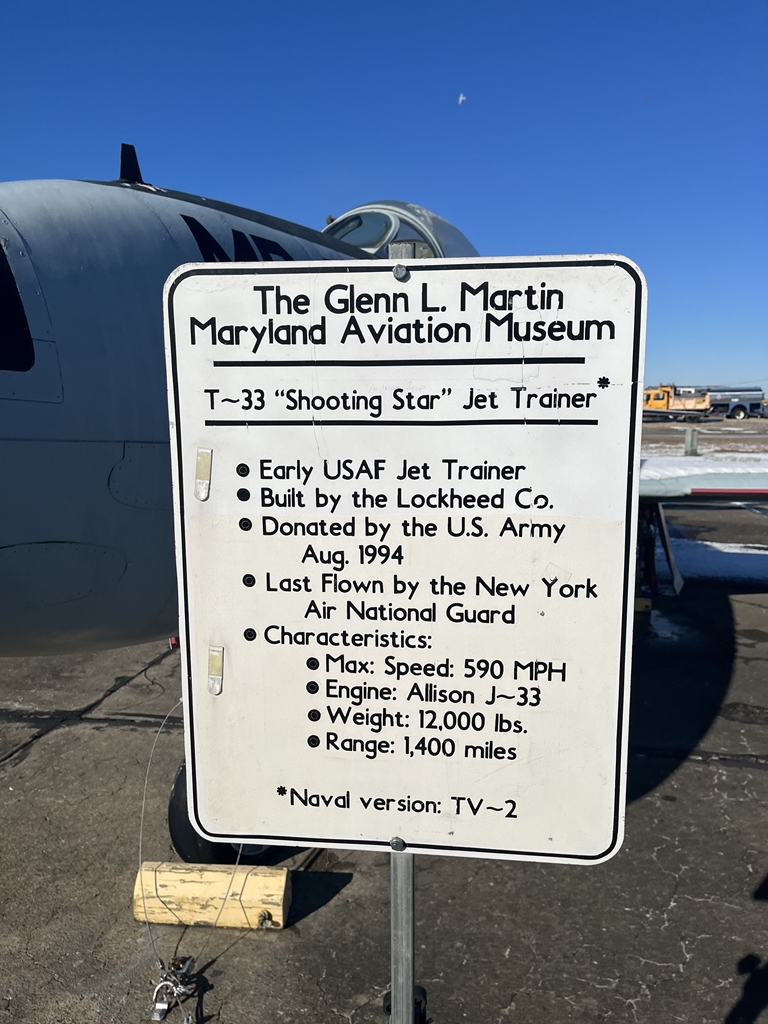 MD
The Glenn L. Martin
Maryland Aviation Museum
T~33 "Shooting Star" Jet Trainer*
● Early USAF Jet Trainer
● Built by the Lockheed Co.
● Donated by the U.S. Army
Aug. 1994
● Last Flown by the New York
Air National Guard
● Characteristics:
● Max: Speed: 590 MPH
● Engine: Allison J~33
● Weight: 12,000 lbs.
● Range: 1,400 miles
*Naval version: TV~2